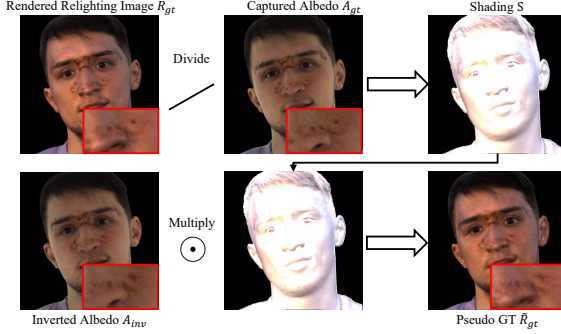 Rendered Relighting Image R_gt
Captured Albedo A_gt
Shading S
Divide
Multiply
Inverted Albedo A_inv
Pseudo GT R̃_gt